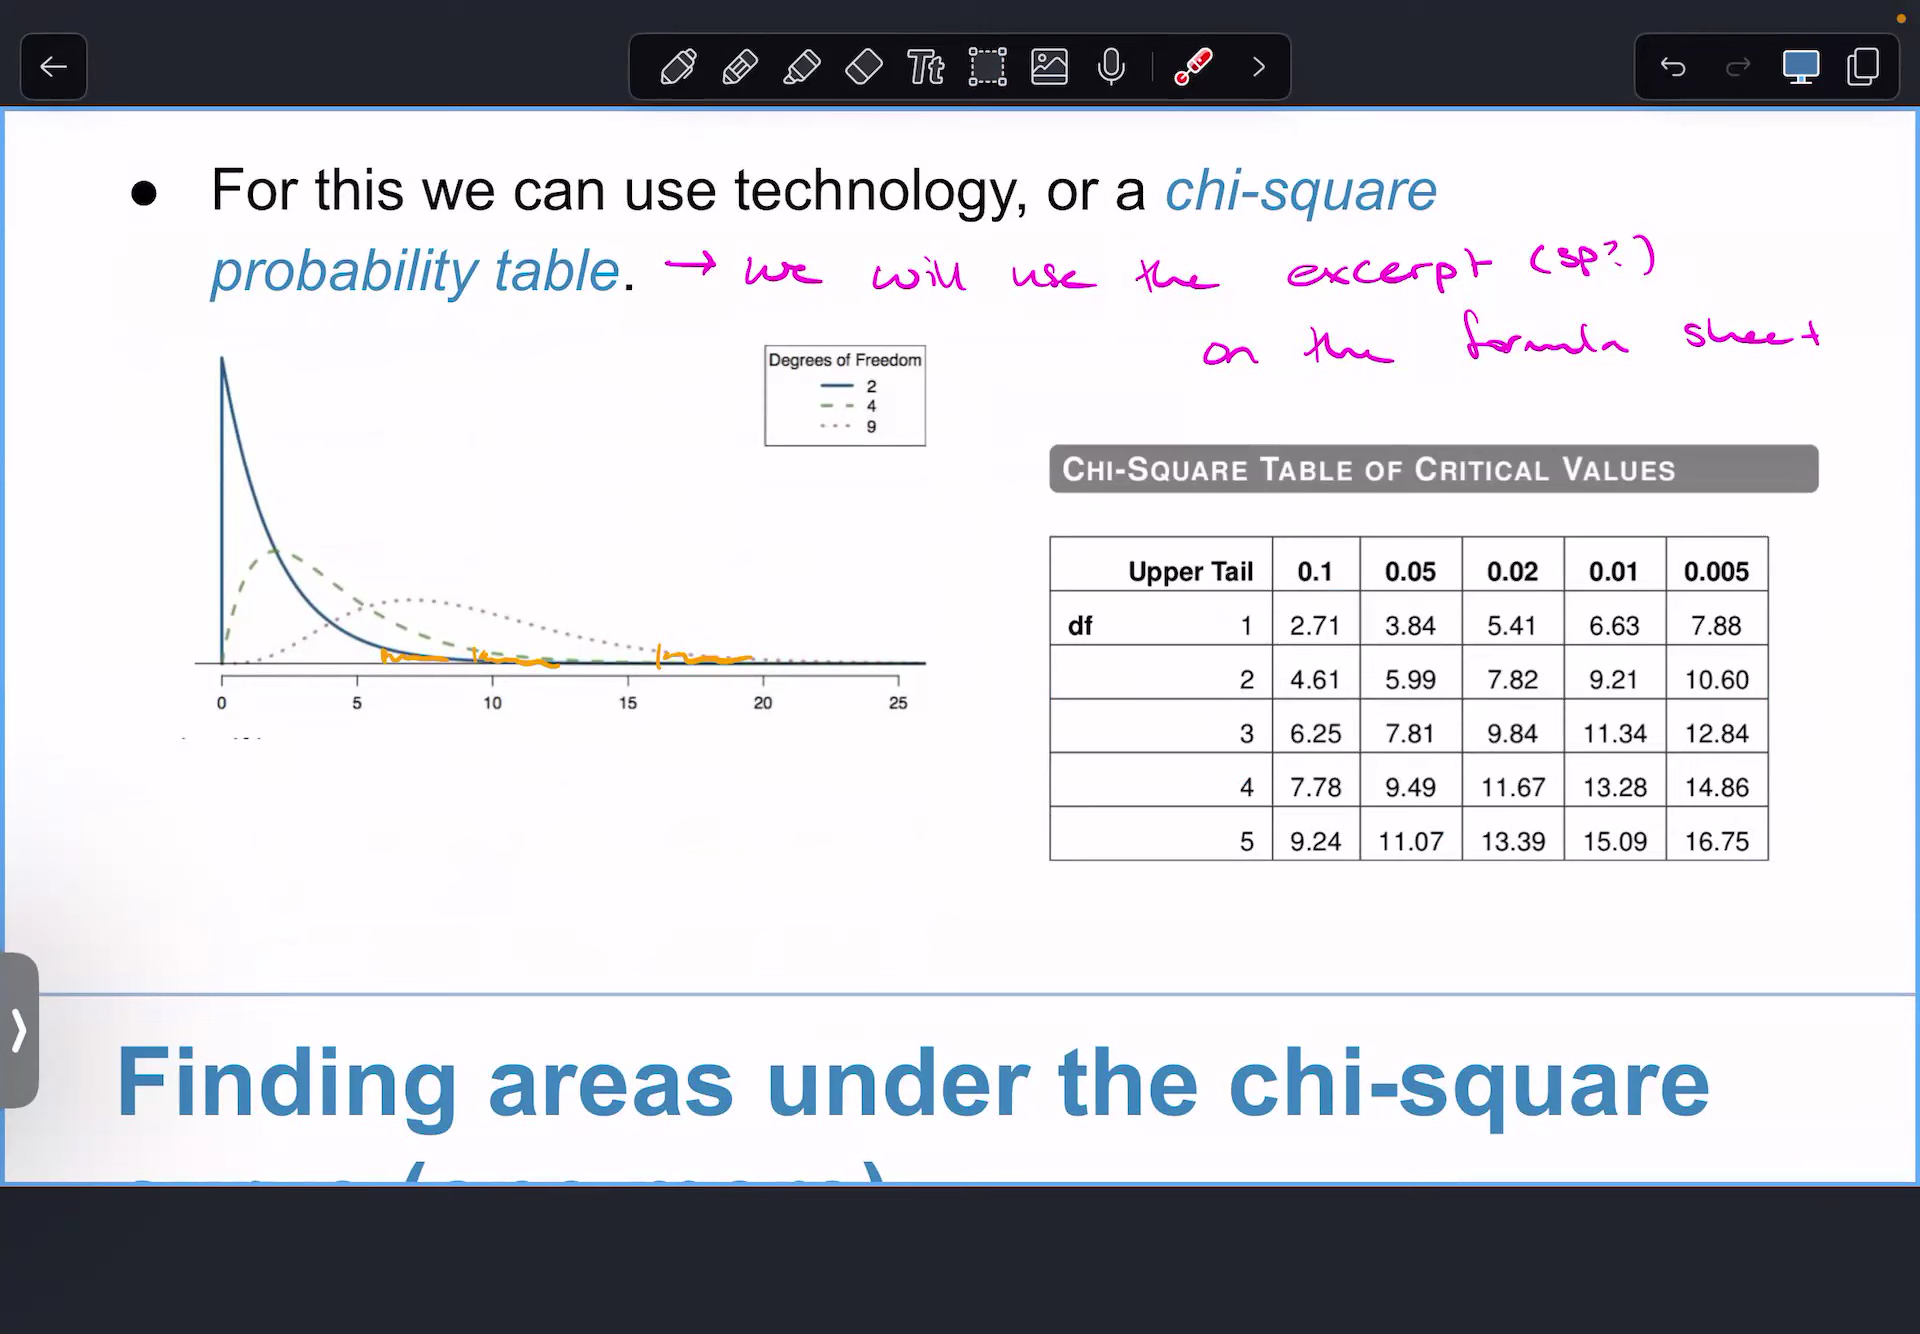 Tt
● For this we can use technology, or a chi-square
probability table. → we will use the excerpt (sp?)
on the formula sheet
Degrees of Freedom
2
4
9
0 5 10 15 20 25
CHI-SQUARE TABLE OF CRITICAL VALUES
Upper Tail 0.1 0.05 0.02 0.01 0.005
df 1 2.71 3.84 5.41 6.63 7.88
2 4.61 5.99 7.82 9.21 10.60
3 6.25 7.81 9.84 11.34 12.84
4 7.78 9.49 11.67 13.28 14.86
5 9.24 11.07 13.39 15.09 16.75
Finding areas under the chi-square